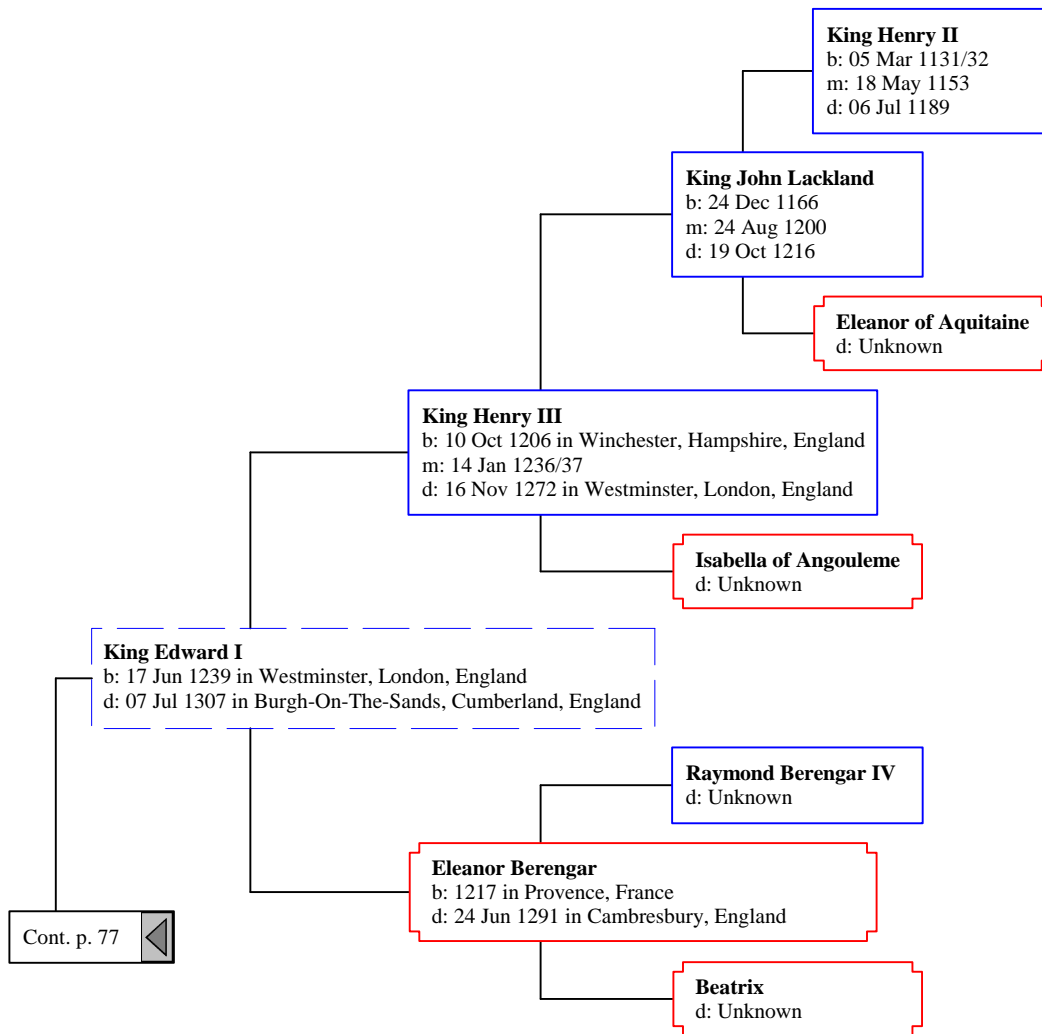 King Henry II
b: 05 Mar 1131/32
m: 18 May 1153
d: 06 Jul 1189
King John Lackland
b: 24 Dec 1166
m: 24 Aug 1200
d: 19 Oct 1216
Eleanor of Aquitaine
d: Unknown
King Henry III
b: 10 Oct 1206 in Winchester, Hampshire, England
m: 14 Jan 1236/37
d: 16 Nov 1272 in Westminster, London, England
Isabella of Angouleme
d: Unknown
King Edward I
b: 17 Jun 1239 in Westminster, London, England
d: 07 Jul 1307 in Burgh-On-The-Sands, Cumberland, England
Raymond Berengar IV
d: Unknown
Eleanor Berengar
b: 1217 in Provence, France
d: 24 Jun 1291 in Cambresbury, England
Cont. p. 77
Beatrix
d: Unknown